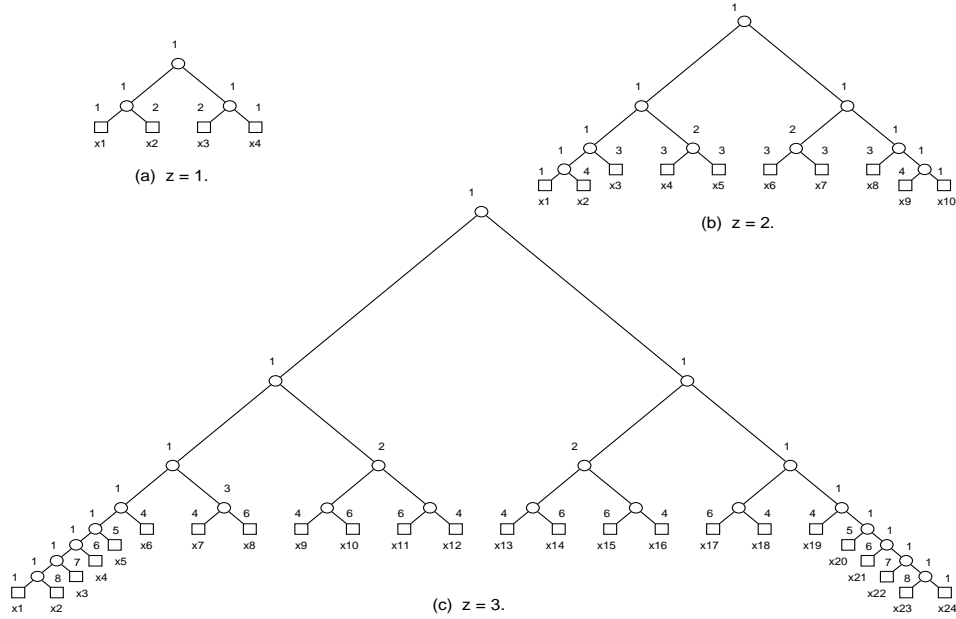 1
1 1
1 2 2 1
x1 x2 x3 x4
(a) z = 1.
1
1 1
1 2 2 1
1 3 3 3 3 3 3 1
1 4 4 1
x3 x4 x5 x6 x7 x8
x1 x2 x9 x10
(b) z = 2.
1
1 1
1 2 2 1
1 3 1
1 4 4 6 4 6 6 4 4 6 6 4 6 4 4 1
1 5 5 1
x6 x7 x8 x9 x10 x11 x12 x13 x14 x15 x16 x17 x18 x19
1 6 6 1
x5 x20
1 7 7 1
x4 x21
1 8 8 1
x3 x22
x1 x2 x23 x24
(c) z = 3.